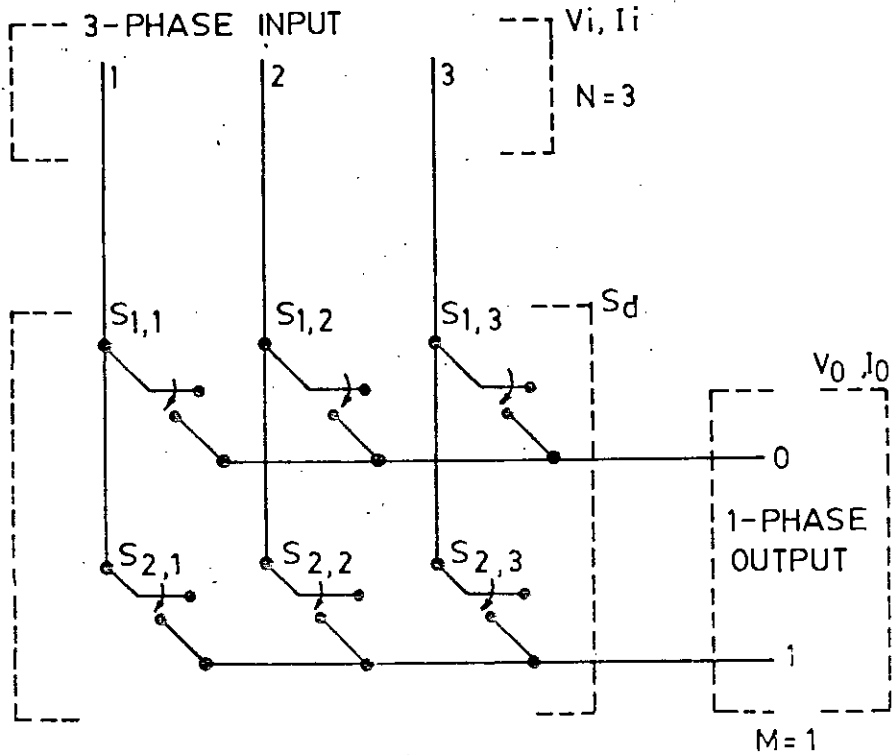 3-PHASE INPUT
Vi, Ii
1 2 3
N=3
S1,1 S1,2 S1,3
Sd
V0, I0
0
1-PHASE
OUTPUT
S2,1 S2,2 S2,3
1
M=1